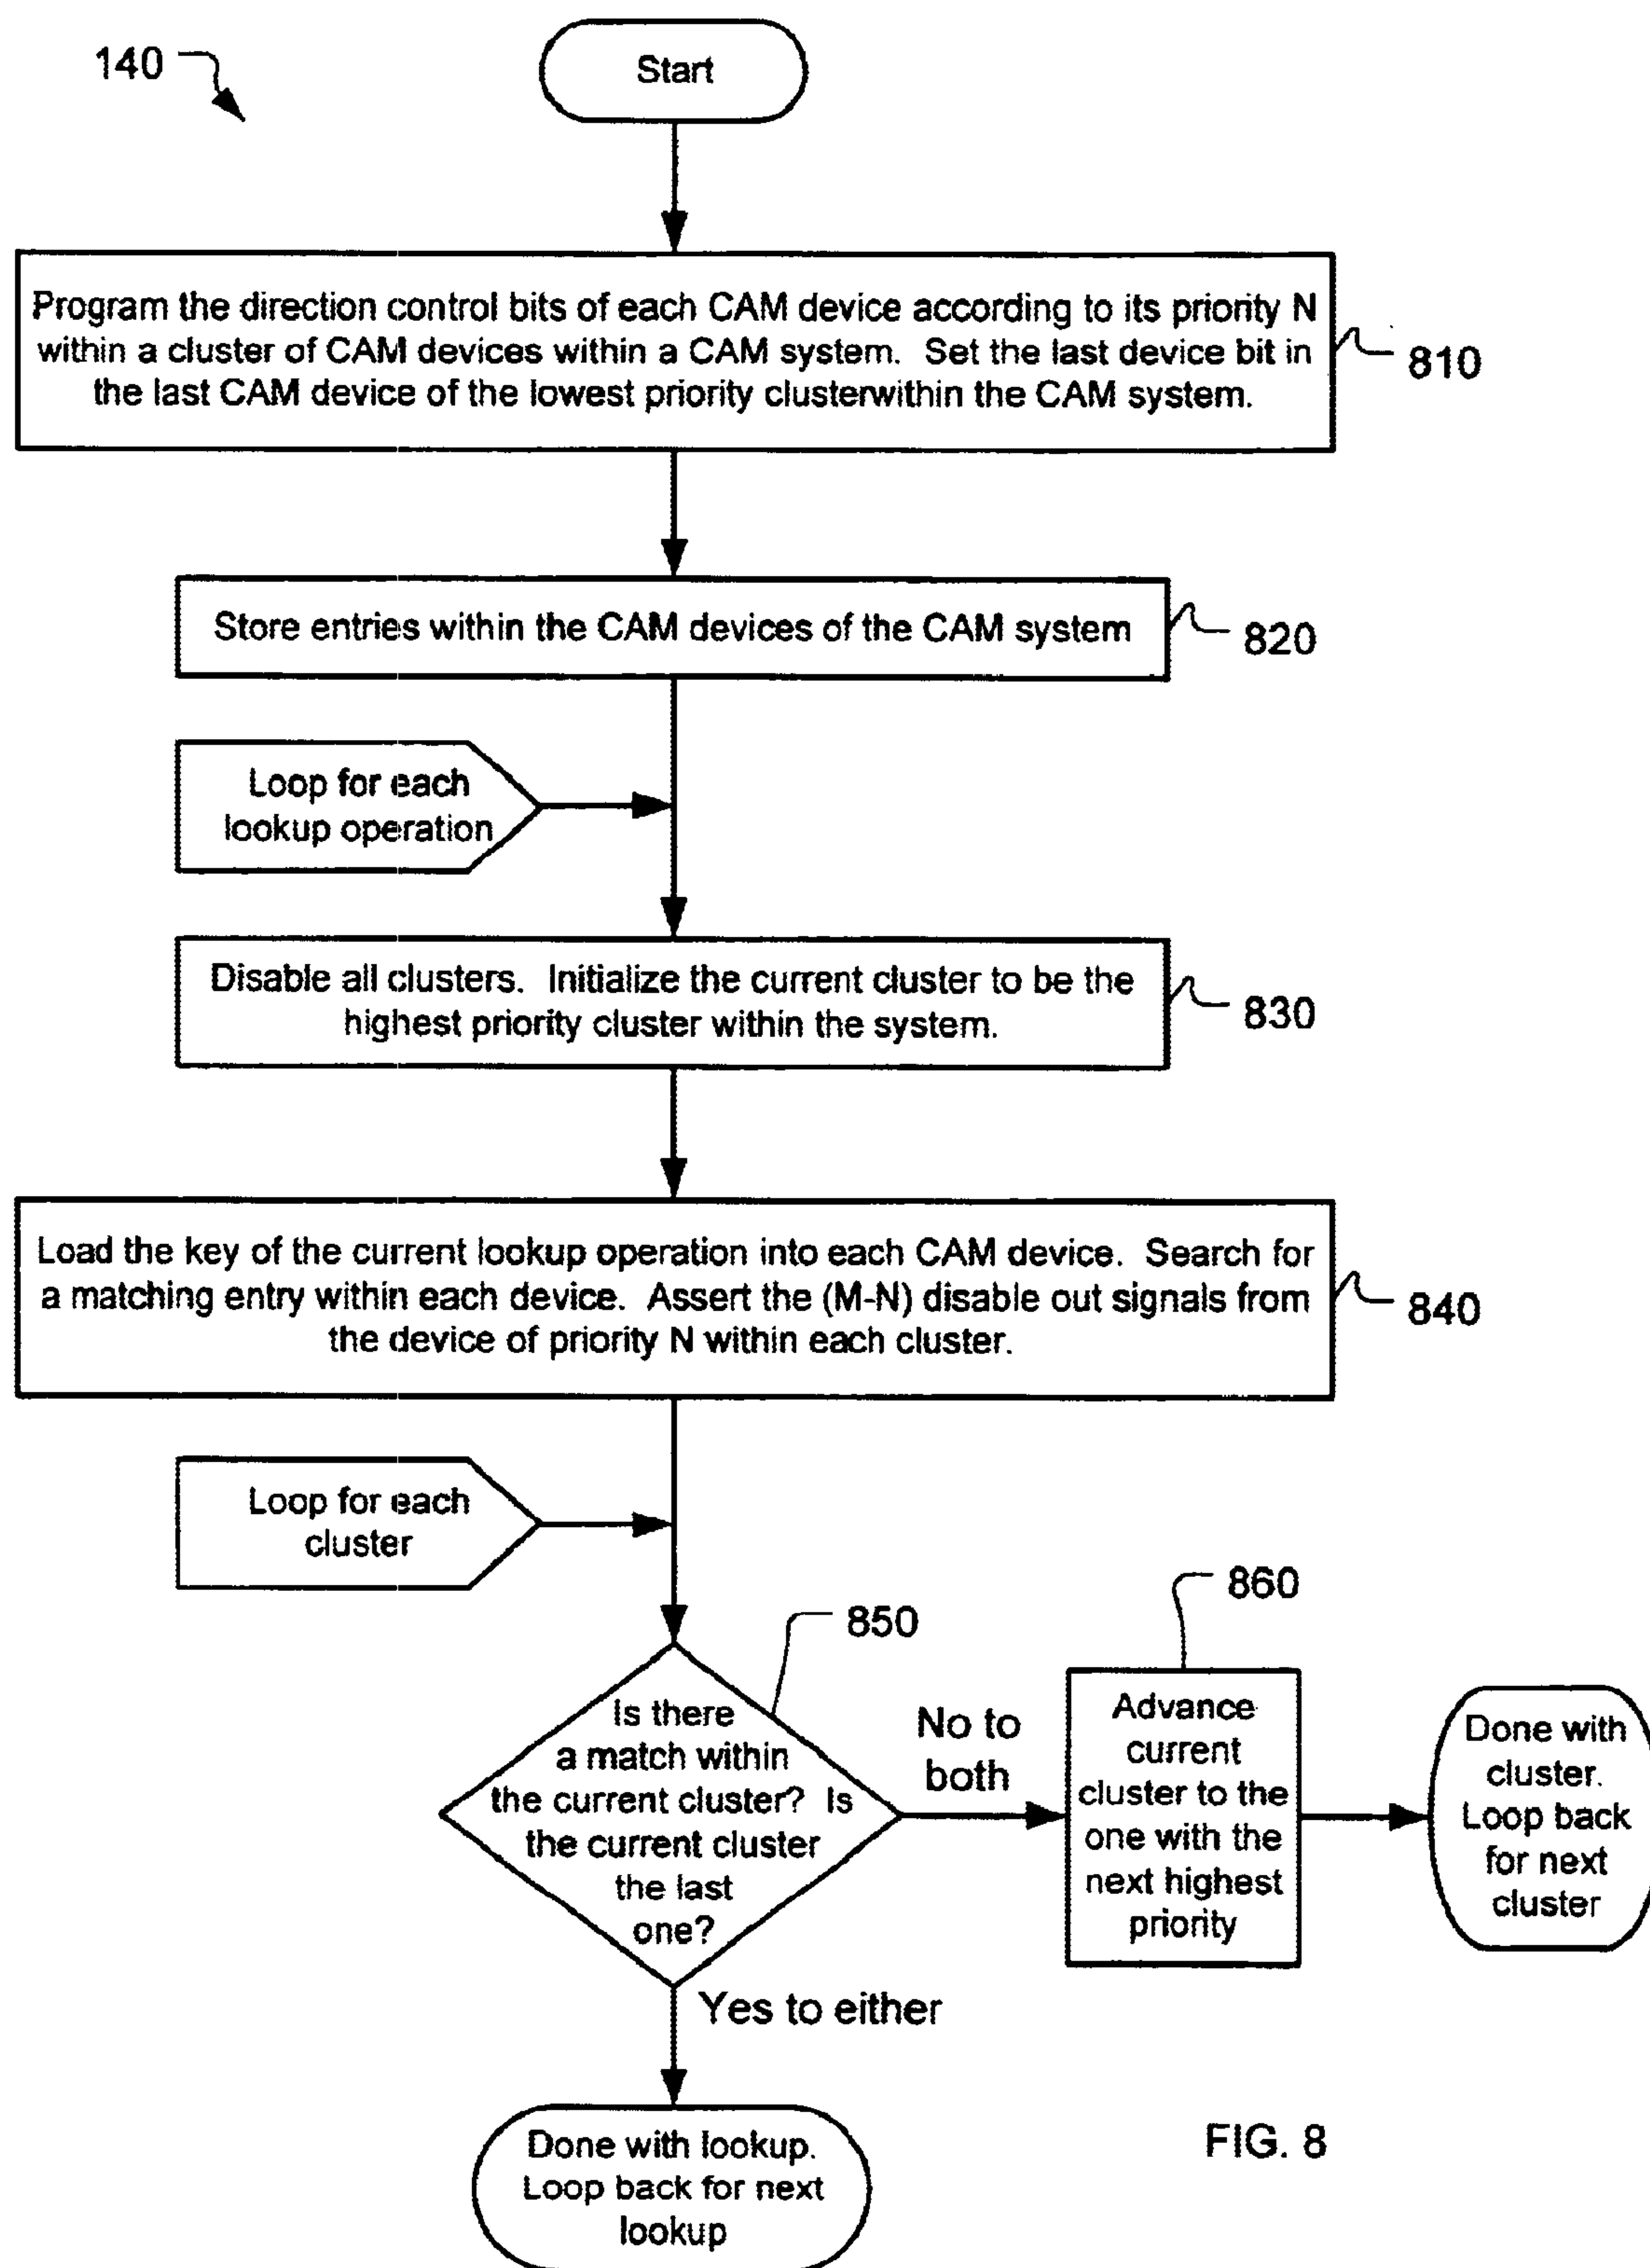 140
Start
Program the direction control bits of each CAM device according to its priority N
within a cluster of CAM devices within a CAM system. Set the last device bit in
the last CAM device of the lowest priority clusterwithin the CAM system.
810
Store entries within the CAM devices of the CAM system
820
Loop for each
lookup operation
Disable all clusters. Initialize the current cluster to be the
highest priority cluster within the system.
830
Load the key of the current lookup operation into each CAM device. Search for
a matching entry within each device. Assert the (M-N) disable out signals from
the device of priority N within each cluster.
840
Loop for each
cluster
850
Is there
a match within
the current cluster? Is
the current cluster
the last
one?
No to
both
860
Advance
current
cluster to the
one with the
next highest
priority
Done with
cluster.
Loop back
for next
cluster
Yes to either
Done with lookup.
Loop back for next
lookup
FIG. 8